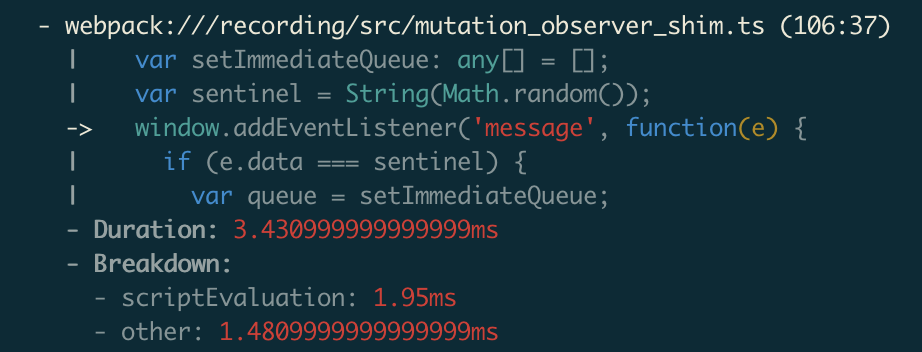 - webpack:///recording/src/mutation_observer_shim.ts (106:37)
| var setImmediateQueue: any[] = [];
| var sentinel = String(Math.random());
-> window.addEventListener('message', function(e) {
| if (e.data === sentinel) {
| var queue = setImmediateQueue;
- Duration: 3.430999999999999ms
- Breakdown:
- scriptEvaluation: 1.95ms
- other: 1.4809999999999999ms